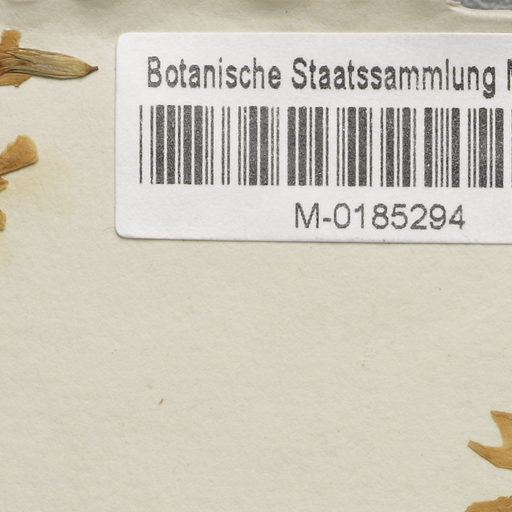 Botanische Staatssammlung
M-0185294